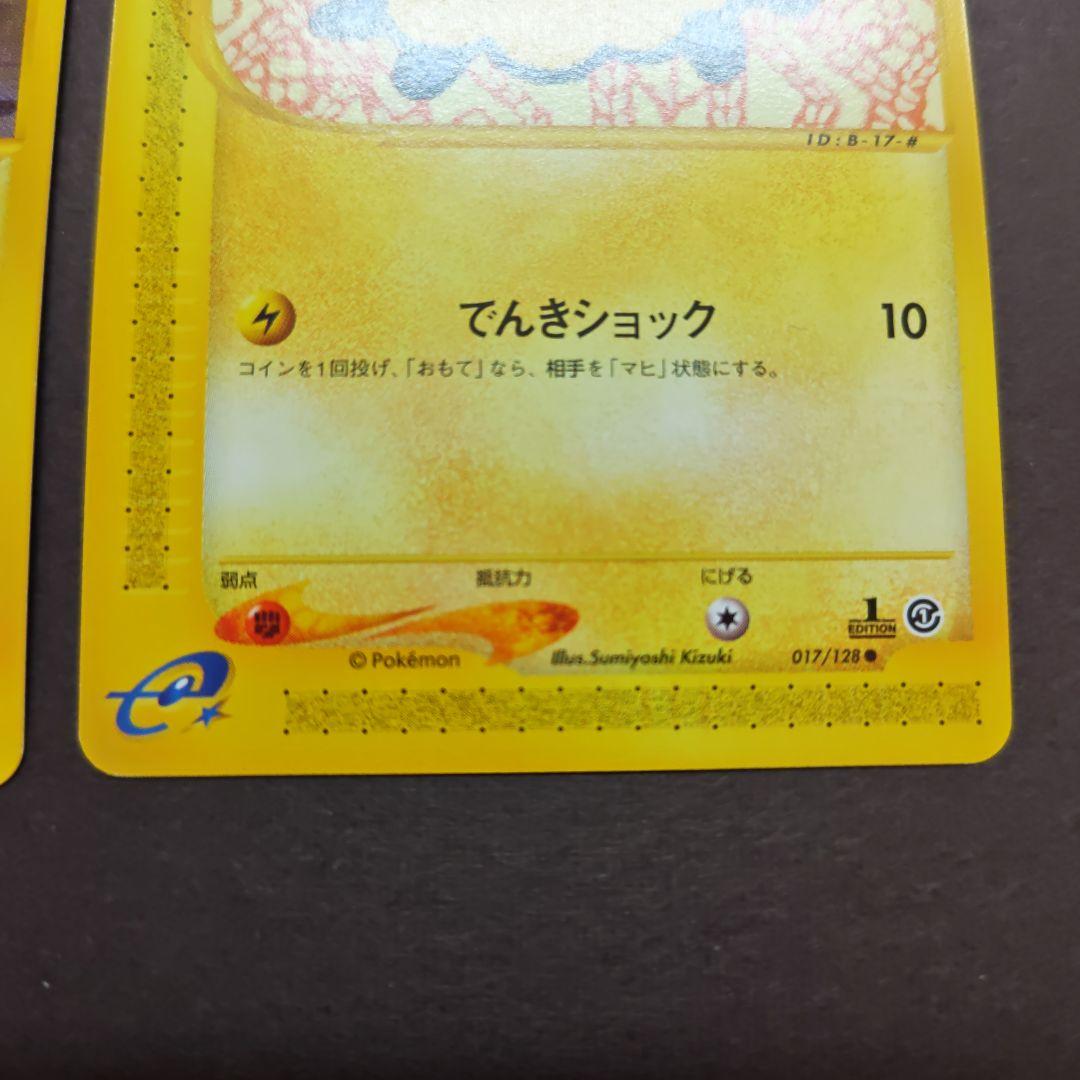 ID:B-17-#
でんきショック 10
コインを1回投げ、「おもて」なら、相手を「マヒ」状態にする。
弱点 抵抗力 にげる
1 EDITION
© Pokémon Illus.Sumiyoshi Kizuki 017/128●
e